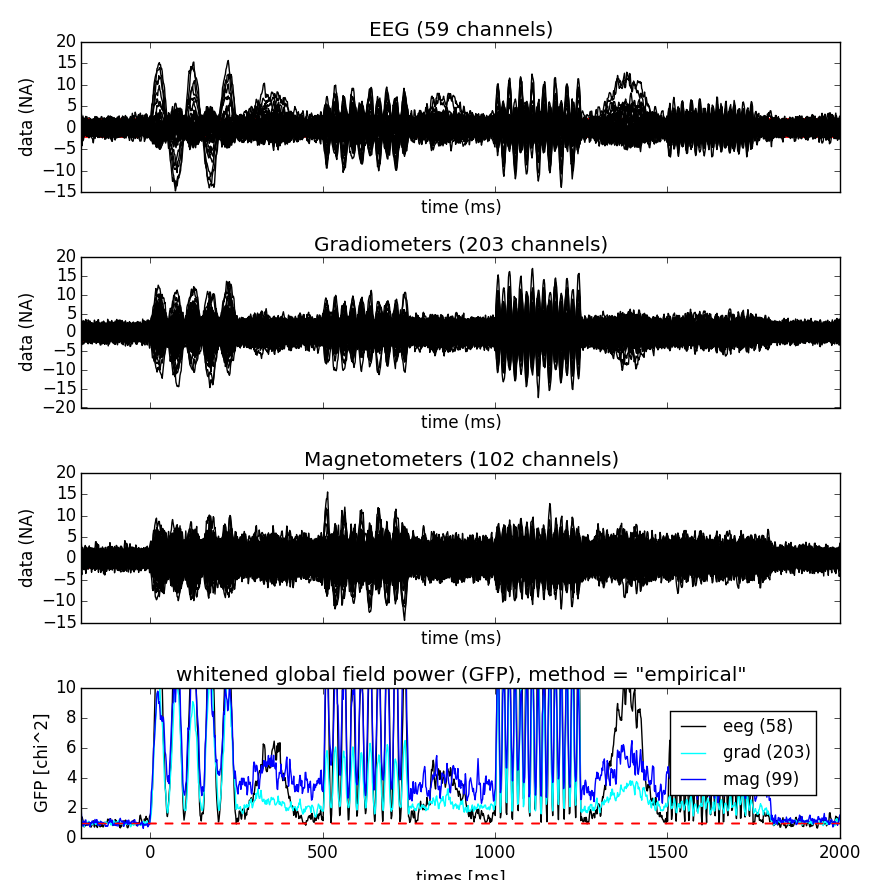 EEG (59 channels)
20
15
10
5
0
−5
−10
−15
data (NA)
time (ms)
Gradiometers (203 channels)
20
15
10
5
0
−5
−10
−15
−20
data (NA)
time (ms)
Magnetometers (102 channels)
20
15
10
5
0
−5
−10
−15
data (NA)
time (ms)
whitened global field power (GFP), method = "empirical"
10
8
6
4
2
0
GFP [chi^2]
eeg (58)
grad (203)
mag (99)
0 500 1000 1500 2000
times [ms]